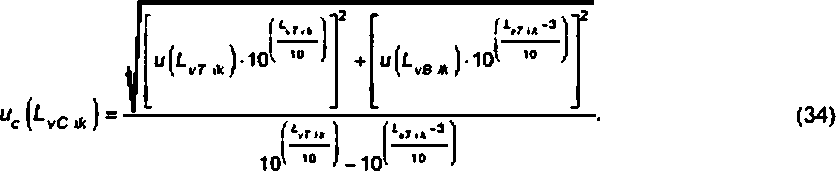 u_c(L_{vC ik}) = \frac{\sqrt{\left[u(L_{vT ik}) \cdot 10^{\left(\frac{L_{vT ik}}{10}\right)}\right]^2 + \left[u(L_{vB ik}) \cdot 10^{\left(\frac{L_{vT ik}-3}{10}\right)}\right]^2}}{10^{\left(\frac{L_{vT ik}}{10}\right)} - 10^{\left(\frac{L_{vT ik}-3}{10}\right)}}. (34)